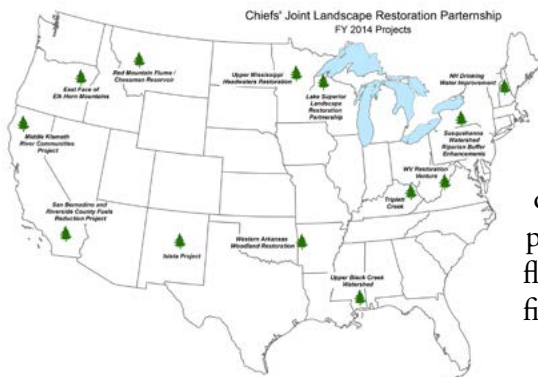 Chiefs' Joint Landscape Restoration Parternship
FY 2014 Projects
Red Mountain Flume /
Chessman Reservoir
East Face of
Elk Horn Mountains
Upper Mississippi
Headwaters Restoration
Lake Superior
Landscape
Restoration
Partnership
NH Drinking
Water Improvement
Susquehanna
Watershed
Riparian Buffer
Enhancements
Middle Klamath
River Communities
Project
WV Restoration
Venture
Triplett
Creek
San Bernadino and
Riverside County Fuels
Reduction Project
Isleta Project
Western Arkansas
Woodland Restoration
Upper Black Creek
Watershed
p
fl
fi